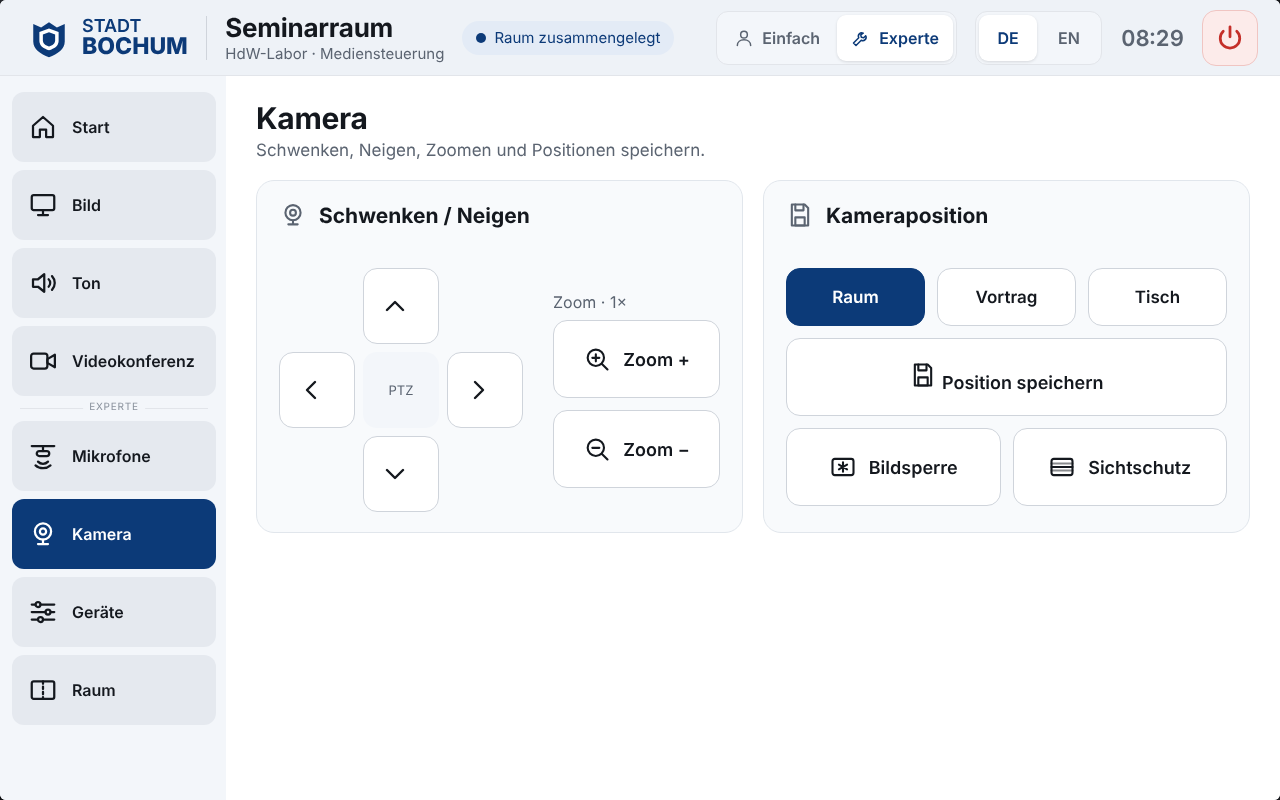 STADT
BOCHUM
Seminarraum
HdW-Labor · Mediensteuerung
Raum zusammengelegt
Einfach
Experte
DE
EN
08:29
Start
Bild
Ton
Videokonferenz
EXPERTE
Mikrofone
Kamera
Geräte
Raum
Kamera
Schwenken, Neigen, Zoomen und Positionen speichern.
Schwenken / Neigen
PTZ
Zoom · 1×
Zoom +
Zoom −
Kameraposition
Raum
Vortrag
Tisch
Position speichern
Bildsperre
Sichtschutz